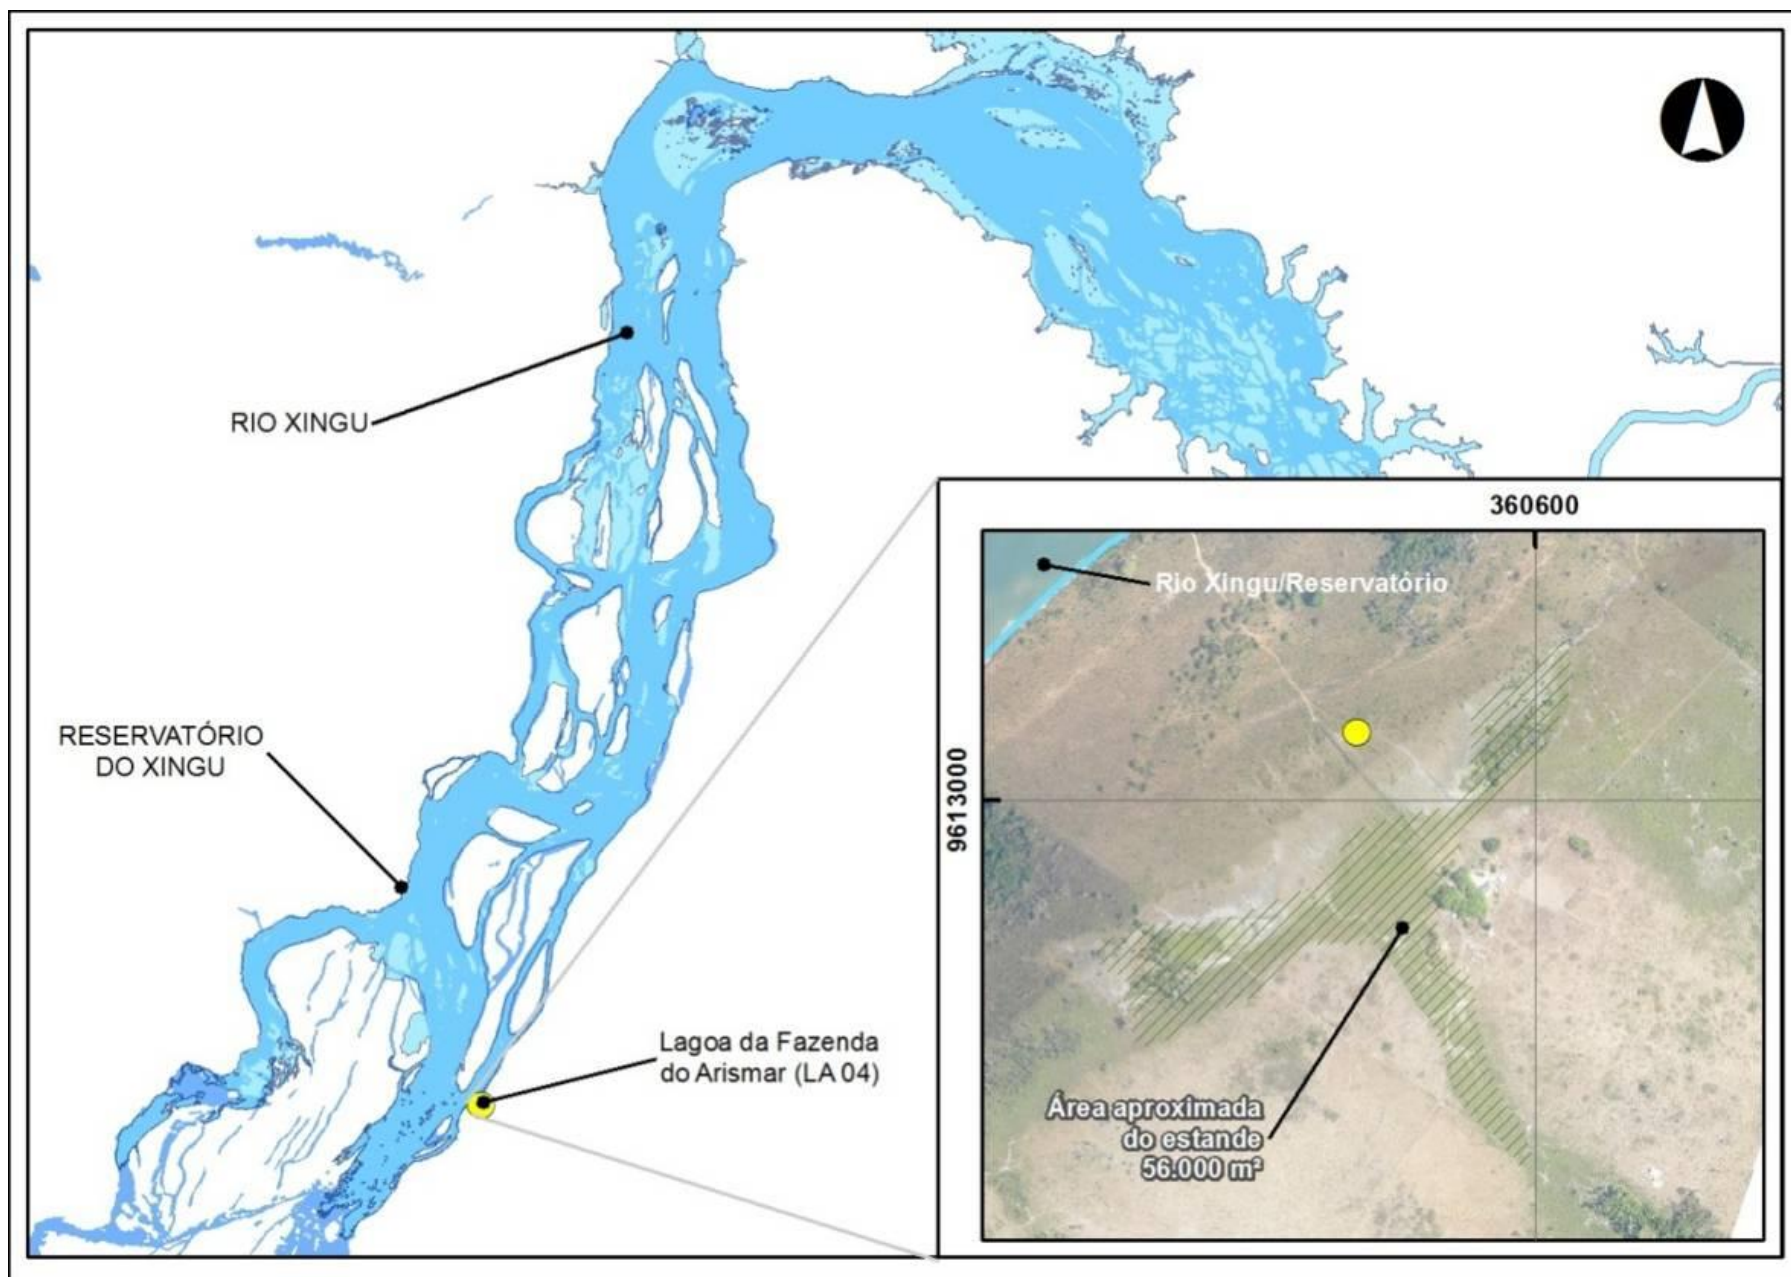 RIO XINGU
RESERVATÓRIO
DO XINGU
Lagoa da Fazenda
do Arismar (LA 04)
360600
9613000
Rio Xingu/Reservatório
Área aproximada
do estande
56.000 m²